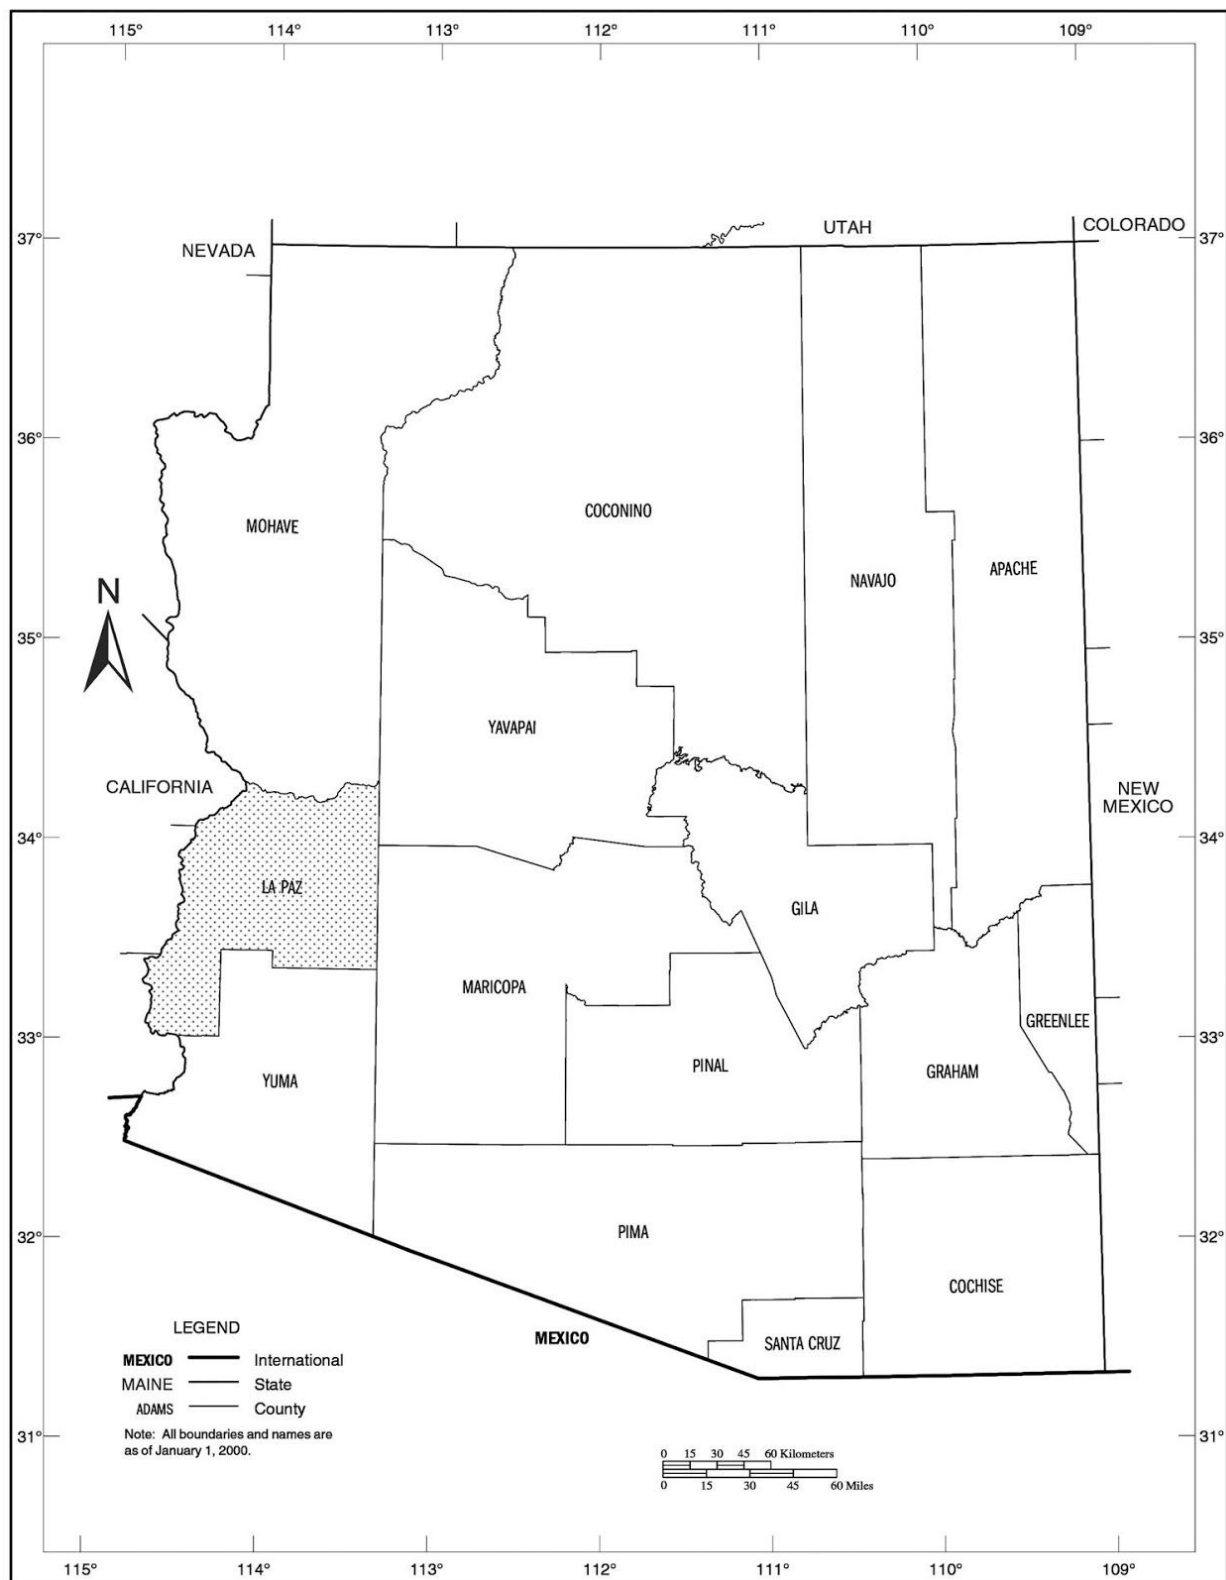 115° 114° 113° 112° 111° 110° 109°
UTAH COLORADO
37° NEVADA 37°
36° 36°
MOHAVE COCONINO
NAVAJO APACHE
N
35° 35°
YAVAPAI
CALIFORNIA NEW
MEXICO
34° 34°
LA PAZ GILA
MARICOPA
33° GREENLEE 33°
YUMA PINAL GRAHAM
32° PIMA 32°
COCHISE
LEGEND MEXICO SANTA CRUZ
MEXICO International
MAINE State
ADAMS County
Note: All boundaries and names are
as of January 1, 2000.
31° 31°
0 15 30 45 60 Kilometers
0 15 30 45 60 Miles
115° 114° 113° 112° 111° 110° 109°